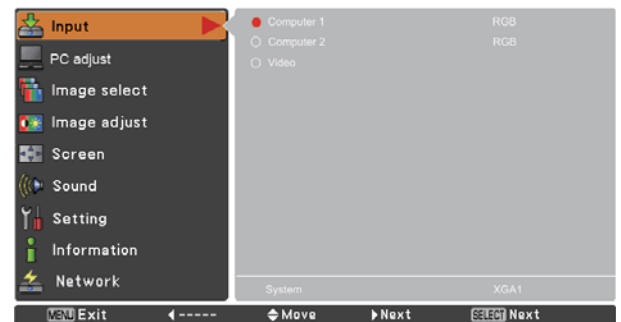 Input
PC adjust
Image select
Image adjust
Screen
Sound
Setting
Information
Network
Computer 1 RGB
Computer 2 RGB
Video
System XGA1
MENU Exit ◀----- Move Next SELECT Next